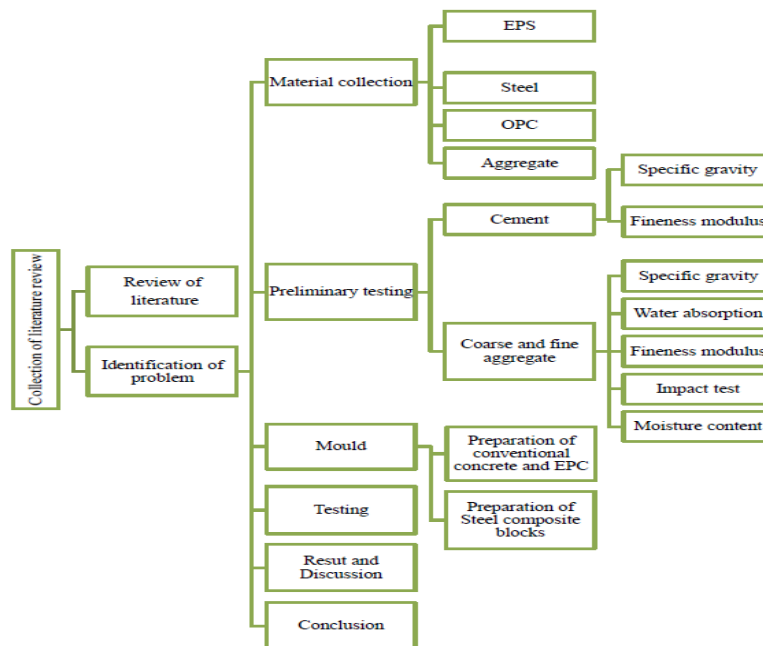 Collection of literature review
Review of
literature
Identification of
problem
Material collection
EPS
Steel
OPC
Aggregate
Preliminary testing
Cement
Specific gravity
Fineness modulus
Coarse and fine
aggregate
Specific gravity
Water absorption
Fineness modulus
Impact test
Moisture content
Mould
Preparation of
conventional
concrete and EPC
Preparation of
Steel composite
blocks
Testing
Resut and
Discussion
Conclusion